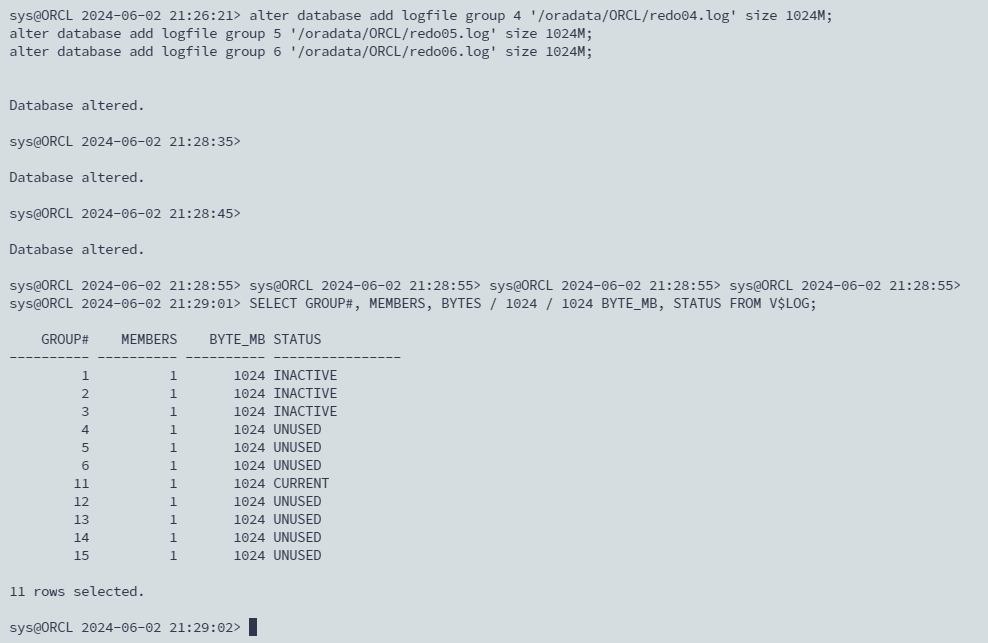 sys@ORCL 2024-06-02 21:26:21> alter database add logfile group 4 '/oradata/ORCL/redo04.log' size 1024M;
alter database add logfile group 5 '/oradata/ORCL/redo05.log' size 1024M;
alter database add logfile group 6 '/oradata/ORCL/redo06.log' size 1024M;
Database altered.
sys@ORCL 2024-06-02 21:28:35>
Database altered.
sys@ORCL 2024-06-02 21:28:45>
Database altered.
sys@ORCL 2024-06-02 21:28:55> sys@ORCL 2024-06-02 21:28:55> sys@ORCL 2024-06-02 21:28:55> sys@ORCL 2024-06-02 21:28:55>
sys@ORCL 2024-06-02 21:29:01> SELECT GROUP#, MEMBERS, BYTES / 1024 / 1024 BYTE_MB, STATUS FROM V$LOG;
    GROUP#    MEMBERS    BYTE_MB STATUS
---------- ---------- ---------- ----------------
         1          1       1024 INACTIVE
         2          1       1024 INACTIVE
         3          1       1024 INACTIVE
         4          1       1024 UNUSED
         5          1       1024 UNUSED
         6          1       1024 UNUSED
        11          1       1024 CURRENT
        12          1       1024 UNUSED
        13          1       1024 UNUSED
        14          1       1024 UNUSED
        15          1       1024 UNUSED
11 rows selected.
sys@ORCL 2024-06-02 21:29:02>